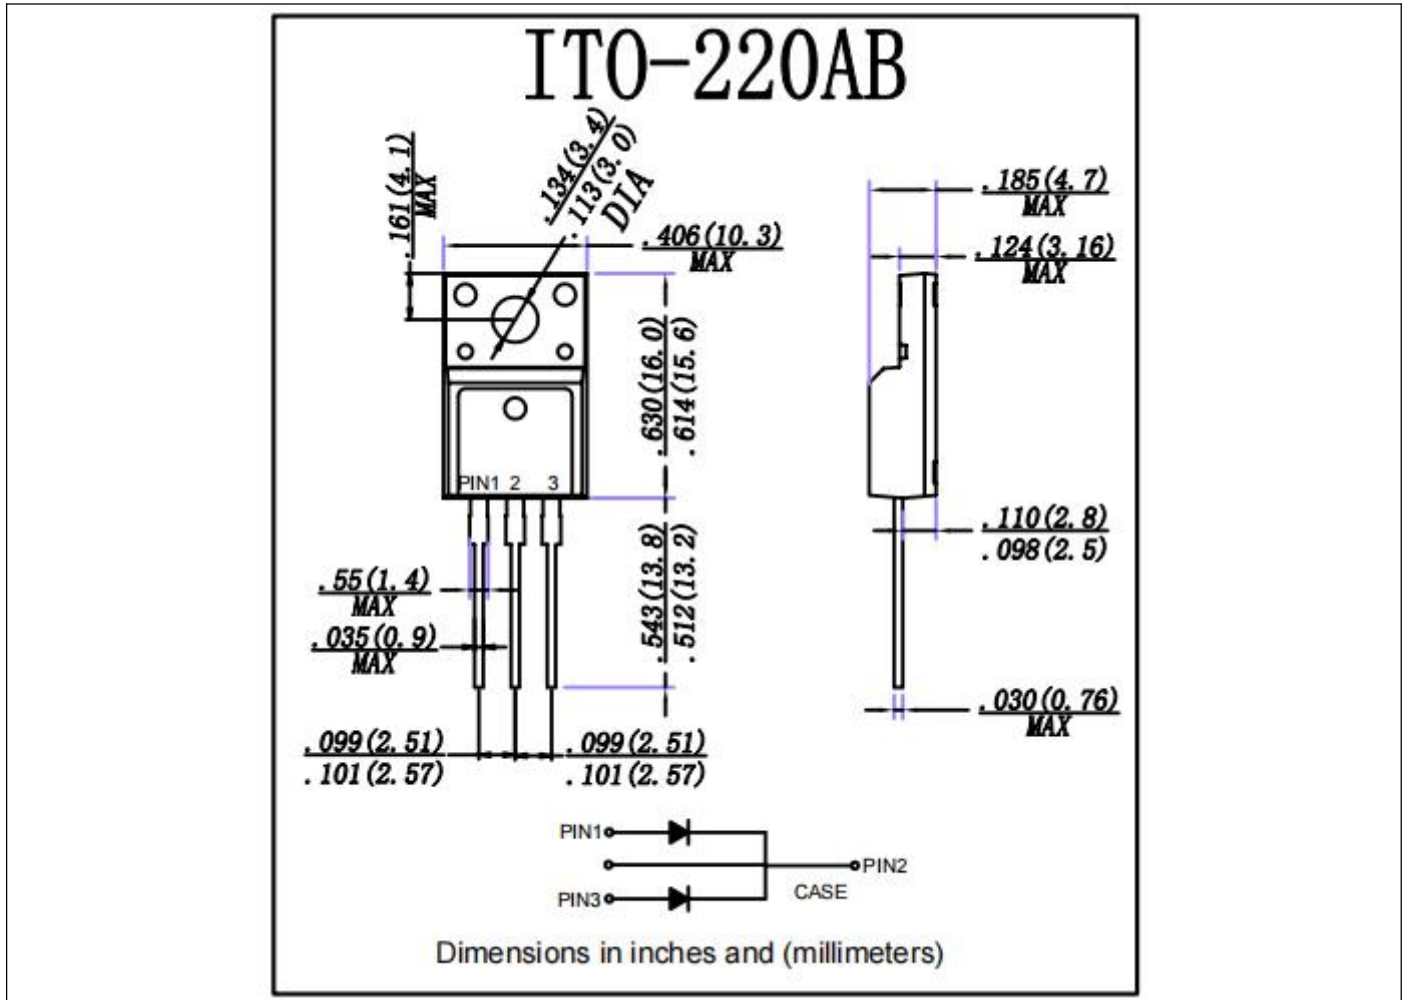 ITO-220AB
.161(4.1)
MAX
.134(3.4)
.113(3.0)
DIA
.406(10.3)
MAX
.185(4.7)
MAX
.124(3.16)
MAX
.630(16.0)
.614(15.6)
PIN1 2 3
.110(2.8)
.098(2.5)
.543(13.8)
.512(13.2)
.55(1.4)
MAX
.035(0.9)
MAX
.030(0.76)
MAX
.099(2.51)
.101(2.57)
.099(2.51)
.101(2.57)
PIN1
PIN2
CASE
PIN3
Dimensions in inches and (millimeters)